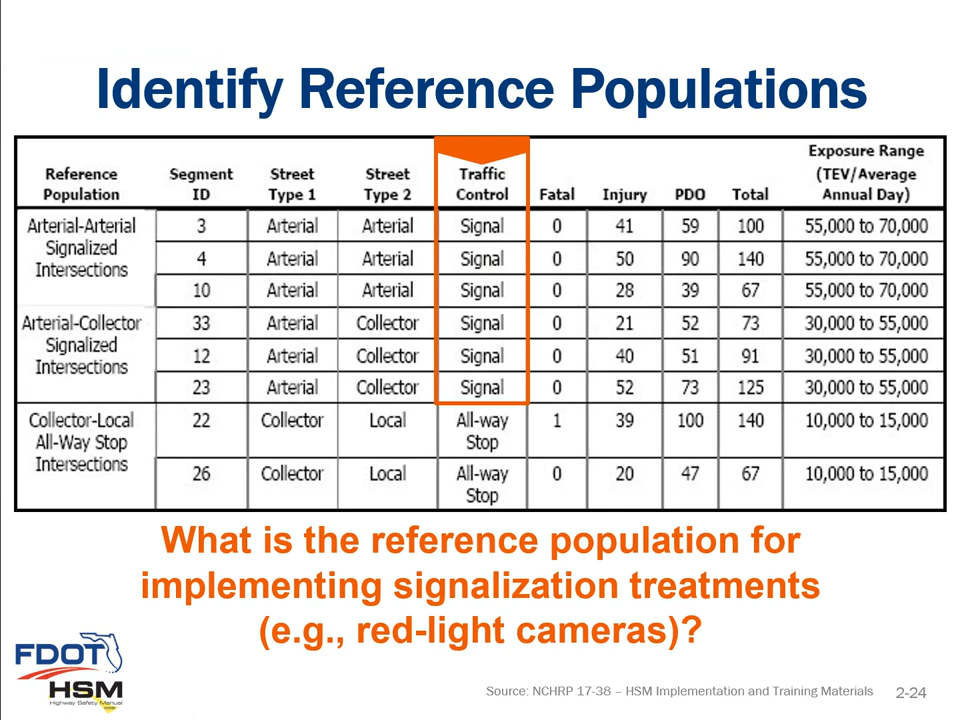 Identify Reference Populations
Reference Population Segment ID Street Type 1 Street Type 2 Traffic Control Fatal Injury PDO Total Exposure Range (TEV/Average Annual Day)
Arterial-Arterial Signalized Intersections 3 Arterial Arterial Signal 0 41 59 100 55,000 to 70,000
4 Arterial Arterial Signal 0 50 90 140 55,000 to 70,000
10 Arterial Arterial Signal 0 28 39 67 55,000 to 70,000
Arterial-Collector Signalized Intersections 33 Arterial Collector Signal 0 21 52 73 30,000 to 55,000
12 Arterial Collector Signal 0 40 51 91 30,000 to 55,000
23 Arterial Collector Signal 0 52 73 125 30,000 to 55,000
Collector-Local All-Way Stop Intersections 22 Collector Local All-way Stop 1 39 100 140 10,000 to 15,000
26 Collector Local All-way Stop 0 20 47 67 10,000 to 15,000
What is the reference population for
implementing signalization treatments
(e.g., red-light cameras)?
FDOT
HSM
Highway Safety Manual
Source: NCHRP 17-38 – HSM Implementation and Training Materials 2-24